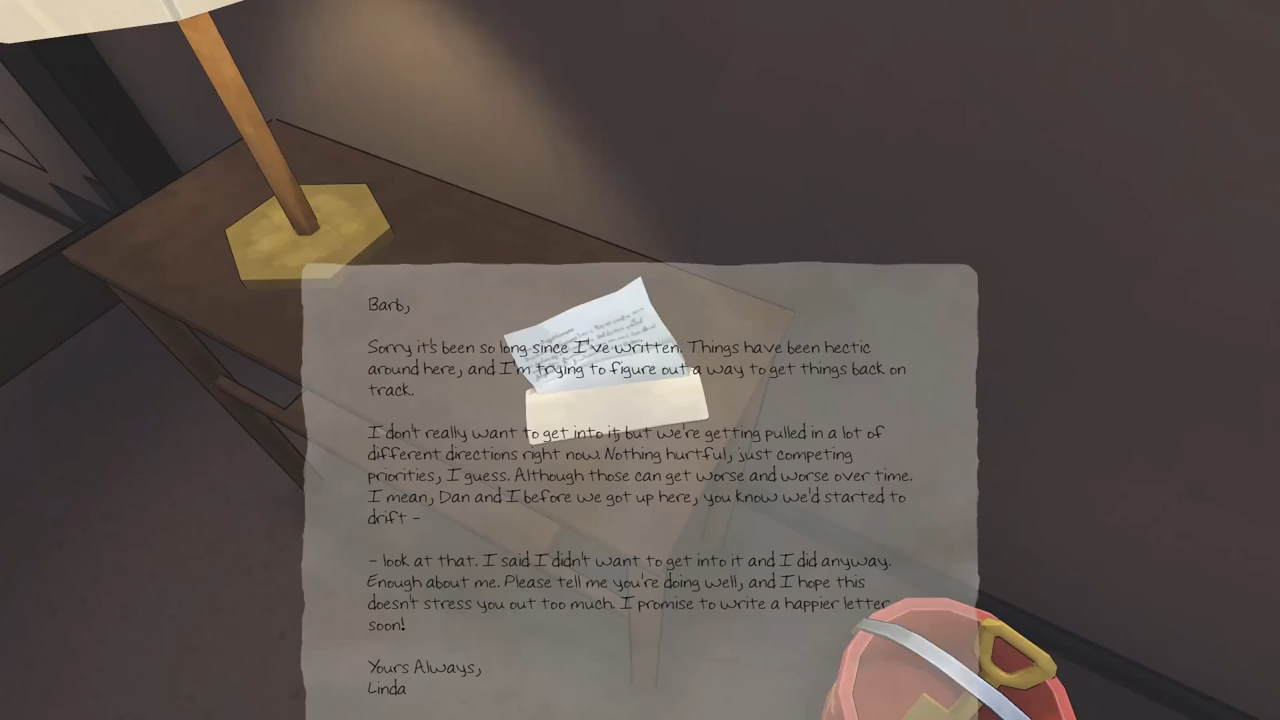 Barb,
Sorry it's been so long since I've written. Things have been hectic
around here, and I'm trying to figure out a way to get things back on
track.
I don't really want to get into it, but we're getting pulled in a lot of
different directions right now. Nothing hurtful, just competing
priorities, I guess. Although those can get worse and worse over time.
I mean, Dan and I before we got up here, you know we'd started to
drift -
- look at that. I said I didn't want to get into it and I did anyway.
Enough about me. Please tell me you're doing well, and I hope this
doesn't stress you out too much. I promise to write a happier letter
soon!
Yours Always,
Linda